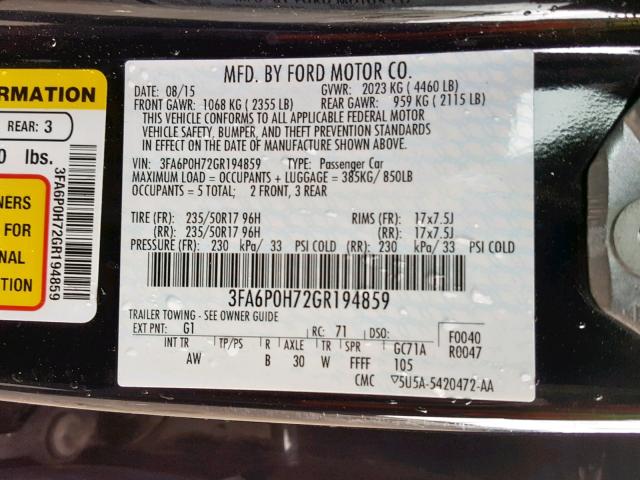 MFD. BY FORD MOTOR CO.
DATE: 08/15 GVWR: 2023 KG ( 4460 LB)
FRONT GAWR: 1068 KG ( 2355 LB) REAR GAWR: 959 KG ( 2115 LB)
THIS VEHICLE CONFORMS TO ALL APPLICABLE FEDERAL MOTOR
VEHICLE SAFETY, BUMPER, AND THEFT PREVENTION STANDARDS
IN EFFECT ON THE DATE OF MANUFACTURE SHOWN ABOVE.
VIN: 3FA6P0H72GR194859 TYPE: Passenger Car
MAXIMUM LOAD = OCCUPANTS + LUGGAGE = 385KG/ 850LB
OCCUPANTS = 5 TOTAL: 2 FRONT, 3 REAR
TIRE (FR): 235/50R17 96H RIMS (FR): 17x7.5J
(RR): 235/50R17 96H (RR): 17x7.5J
PRESSURE (FR): 230 kPa/ 33 PSI COLD (RR): 230 kPa/ 33 PSI COLD
3FA6P0H72GR194859
TRAILER TOWING - SEE OWNER GUIDE
EXT PNT: G1 RC: 71 DSO: F0040
INT TR TP/PS R AXLE TR SPR GC71A R0047
AW B 30 W FFFF 105
CMC 5U5A-5420472-AA
ORMATION
REAR: 3
0 lbs.
NERS
FOR
NAL
TION
3FA6P0H72GR194859